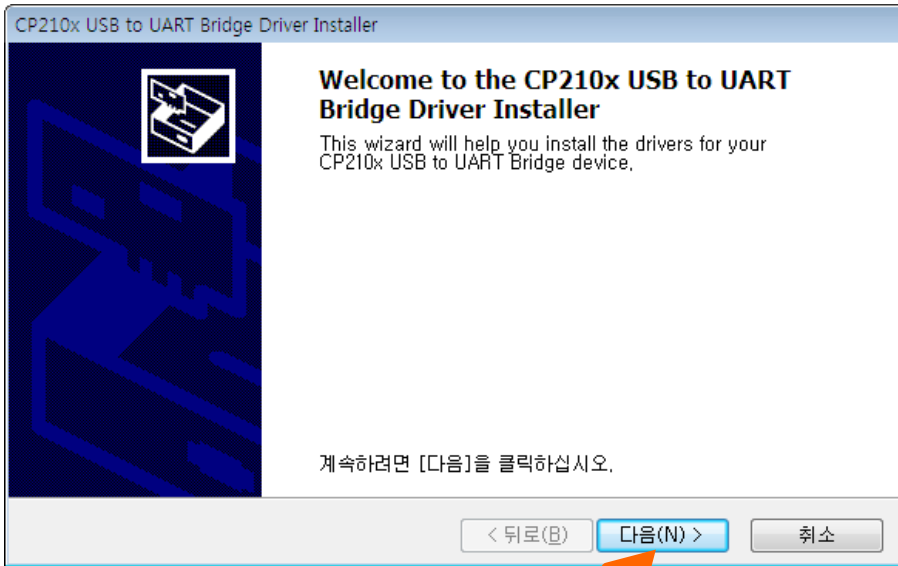 CP210x USB to UART Bridge Driver Installer
Welcome to the CP210x USB to UART
Bridge Driver Installer
This wizard will help you install the drivers for your
CP210x USB to UART Bridge device,
계속하려면 [다음]을 클릭하십시오,
< 뒤로(B) 다음(N) > 취소